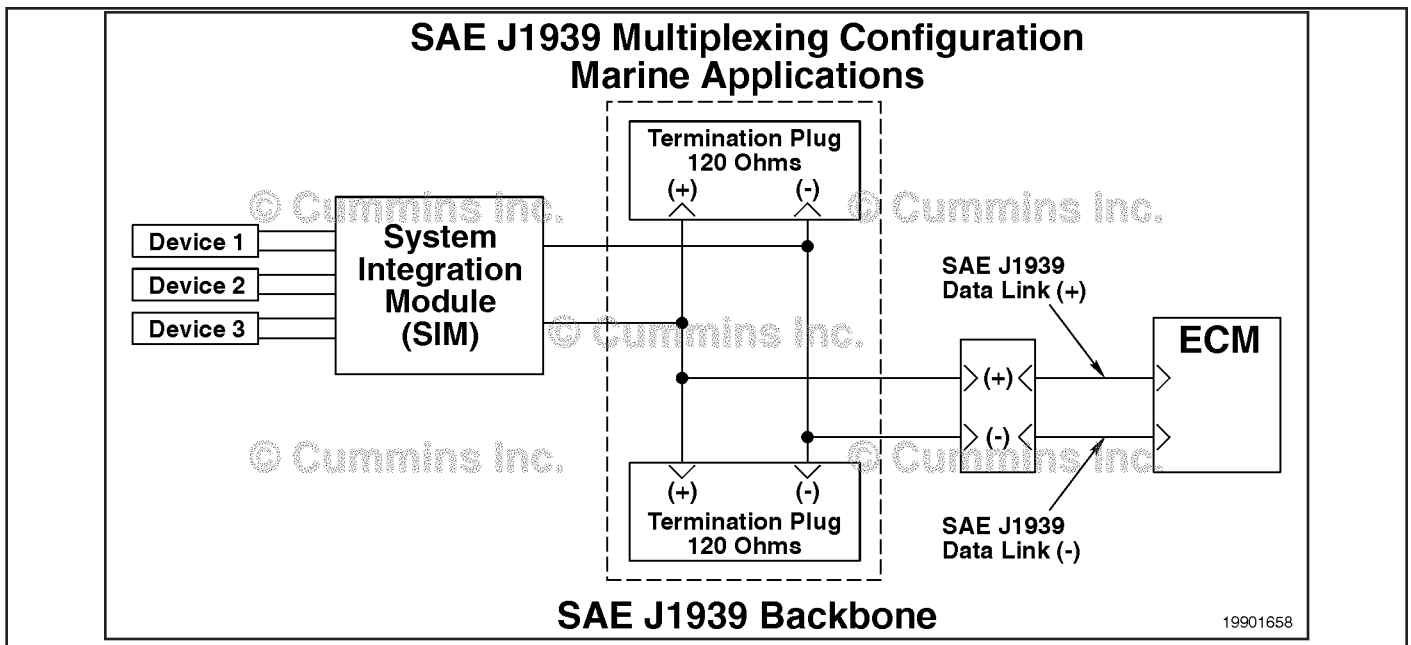 SAE J1939 Multiplexing Configuration
Marine Applications
Termination Plug
120 Ohms
(+) (-)
© Cummins Inc. © Cummins Inc.
Device 1
Device 2
Device 3
System
Integration
Module
(SIM)
SAE J1939
Data Link (+)
© Cummins Inc.
ECM
(+)
(-)
© Cummins Inc. © Cummins Inc.
(+) (-)
Termination Plug
120 Ohms
SAE J1939
Data Link (-)
SAE J1939 Backbone
19901658